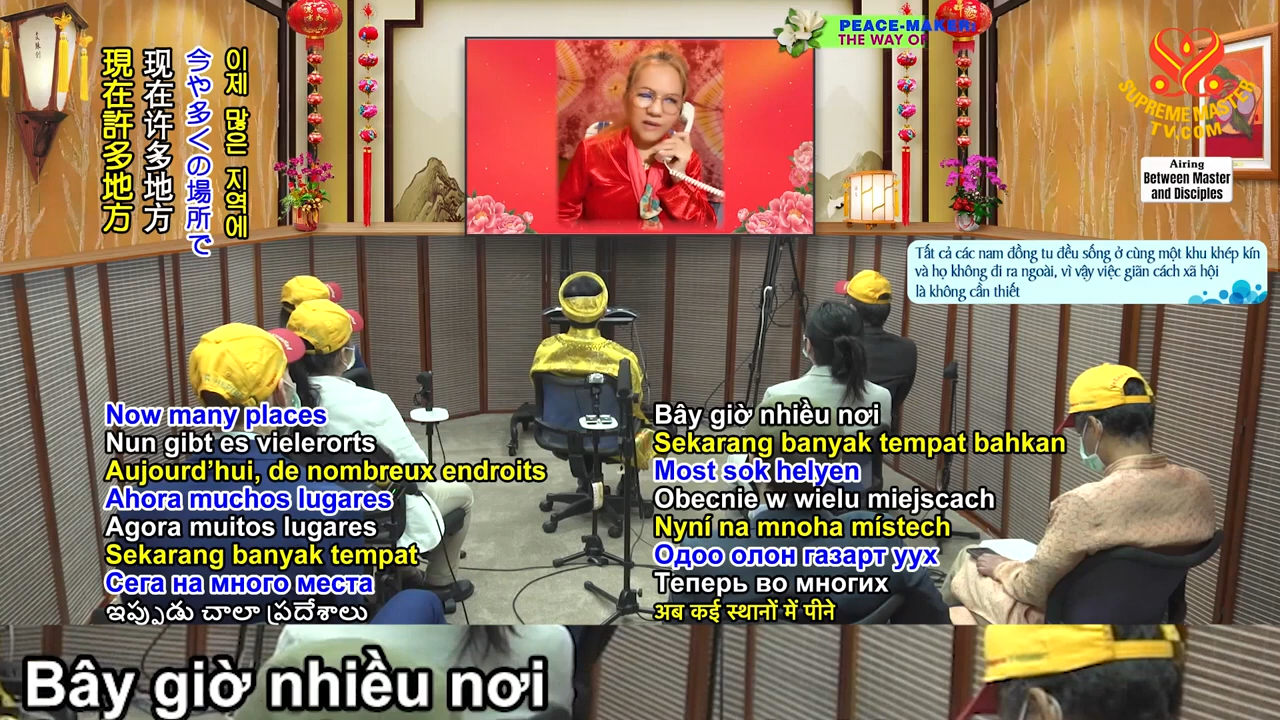 PEACE-MAKER:
THE WAY OF
SUPREME MASTER
TV.COM
Airing
Between Master
and Disciples
이제 많은 지역에
今や多くの場所で
现在许多地方
現在許多地方
Tất cả các nam đồng tu đều sống ở cùng một khu khép kín
và họ không đi ra ngoài, vì vậy việc giãn cách xã hội
là không cần thiết
Now many places
Nun gibt es vielerorts
Aujourd'hui, de nombreux endroits
Ahora muchos lugares
Agora muitos lugares
Sekarang banyak tempat
Сега на много места
ఇప్పుడు చాలా ప్రదేశాలు
Bây giờ nhiều nơi
Sekarang banyak tempat bahkan
Most sok helyen
Obecnie w wielu miejscach
Nyní na mnoha místech
Одоо олон газарт уух
Теперь во многих
अब कई स्थानों में पीने
Bây giờ nhiều nơi